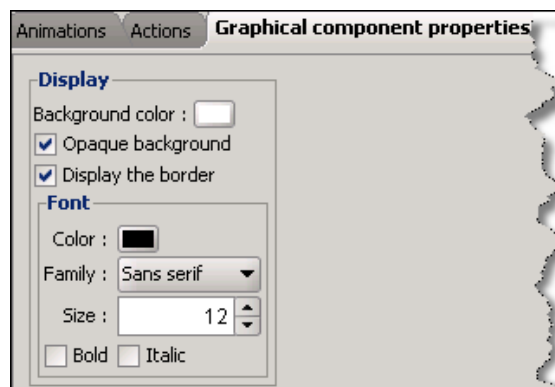 Animations Actions Graphical component properties
Display
Background color :
Opaque background
Display the border
Font
Color :
Family : Sans serif
Size : 12
Bold Italic